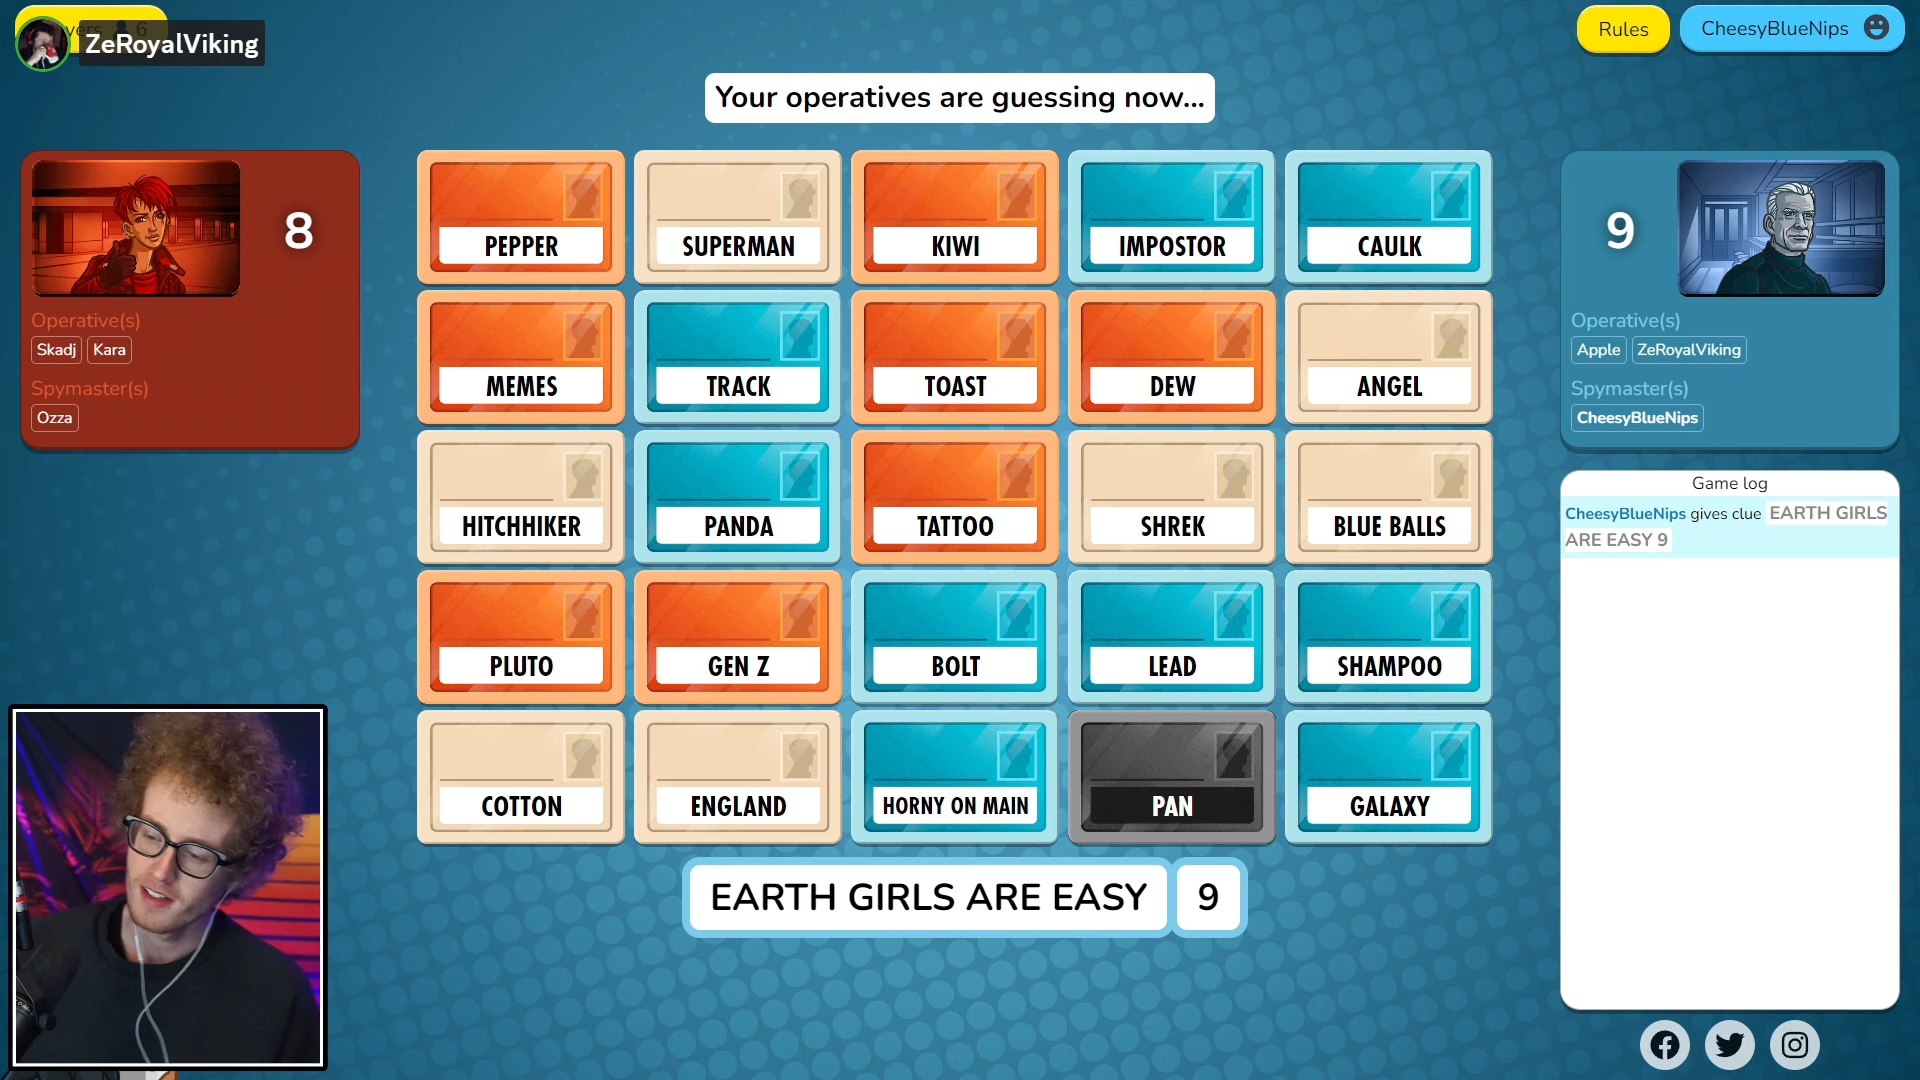 ZeRoyalViking
Rules
CheesyBlueNips
Your operatives are guessing now...
8
Operative(s)
Skadj Kara
Spymaster(s)
Ozza
PEPPER SUPERMAN KIWI IMPOSTOR CAULK
MEMES TRACK TOAST DEW ANGEL
HITCHHIKER PANDA TATTOO SHREK BLUE BALLS
PLUTO GEN Z BOLT LEAD SHAMPOO
COTTON ENGLAND HORNY ON MAIN PAN GALAXY
EARTH GIRLS ARE EASY 9
9
Operative(s)
Apple ZeRoyalViking
Spymaster(s)
CheesyBlueNips
Game log
CheesyBlueNips gives clue EARTH GIRLS
ARE EASY 9